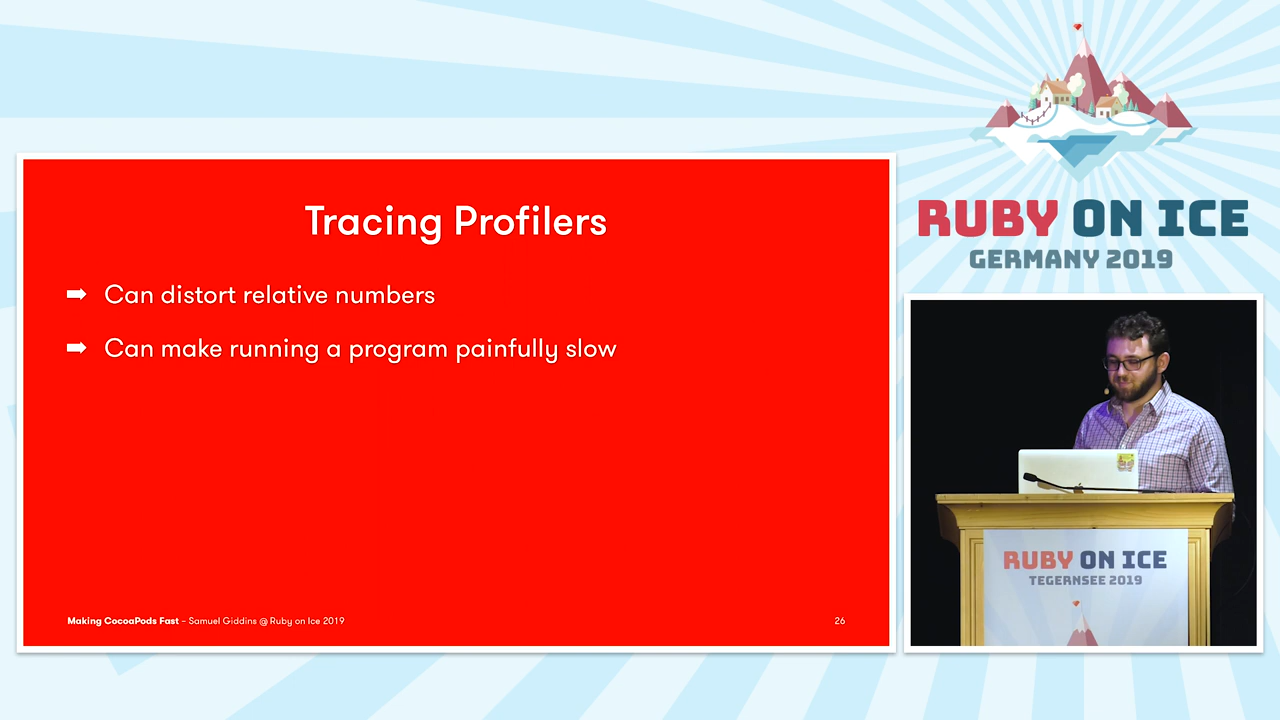 RUBY ON ICE
GERMANY 2019
Tracing Profilers
➡ Can distort relative numbers
➡ Can make running a program painfully slow
Making CocoaPods Fast – Samuel Giddins @ Ruby on Ice 2019
26
RUBY ON ICE
TEGERNSEE 2019